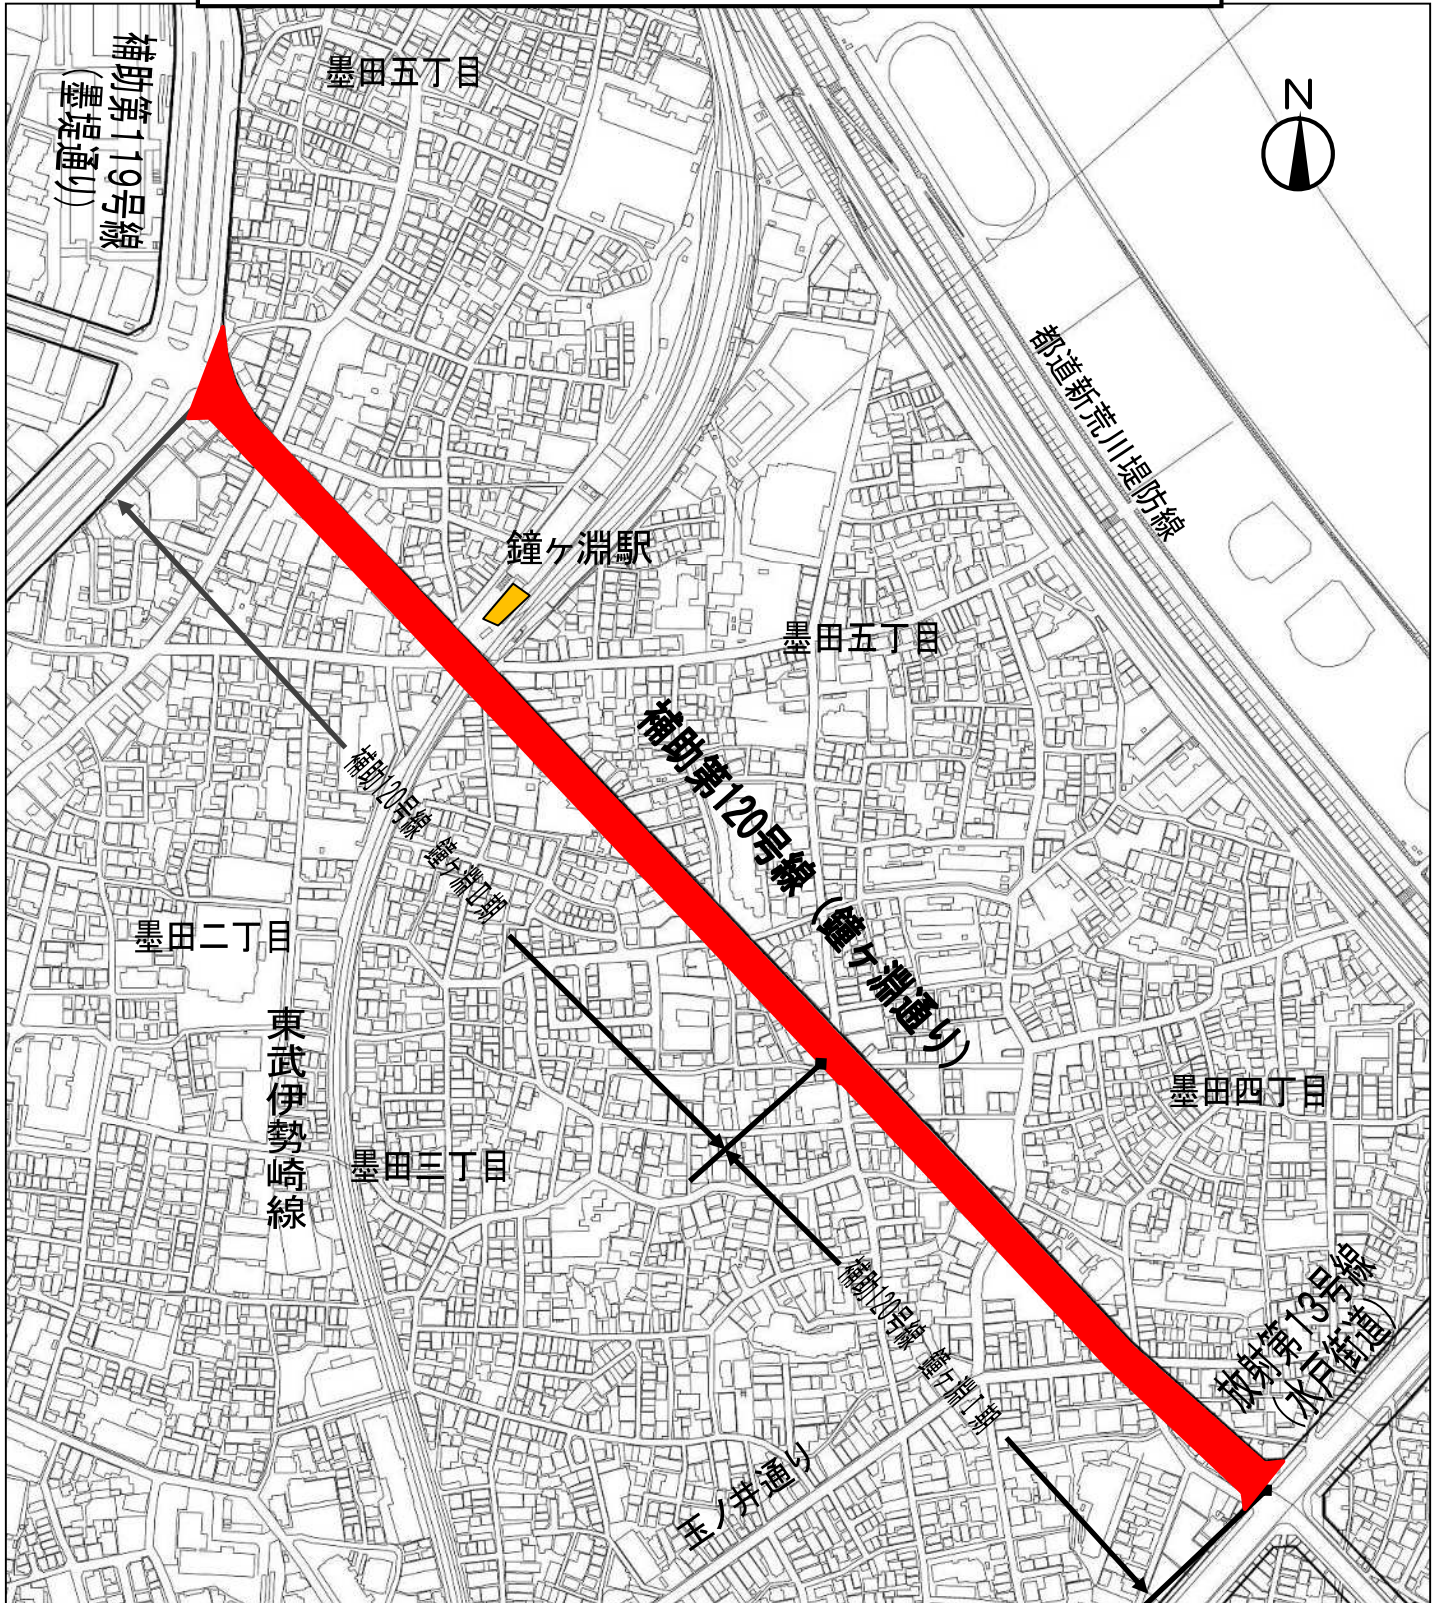 補助第119号線
(墨堤通り)
墨田五丁目
N
都道新荒川堤防線
鐘ヶ淵駅
墨田五丁目
補助第120号線 (鐘ヶ淵通り)
補助120号線 鐘ヶ淵Ⅱ期
墨田二丁目
東武伊勢崎線
墨田三丁目
墨田四丁目
補助120号線 鐘ヶ淵Ⅰ期
放射第13号線
(水戸街道)
玉ノ井通り